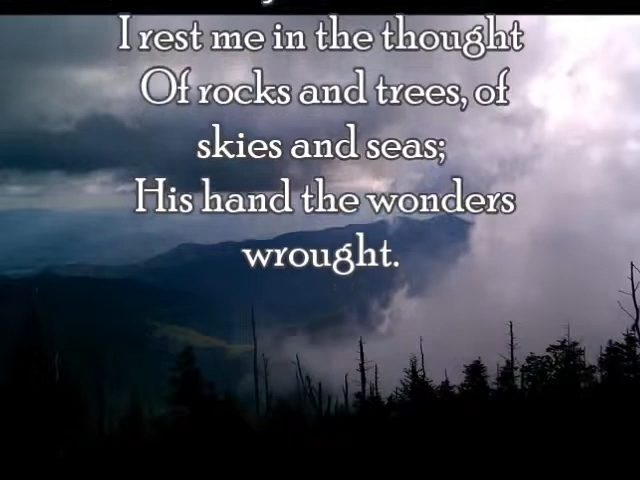 I rest me in the thought
Of rocks and trees, of
skies and seas;
His hand the wonders
wrought.